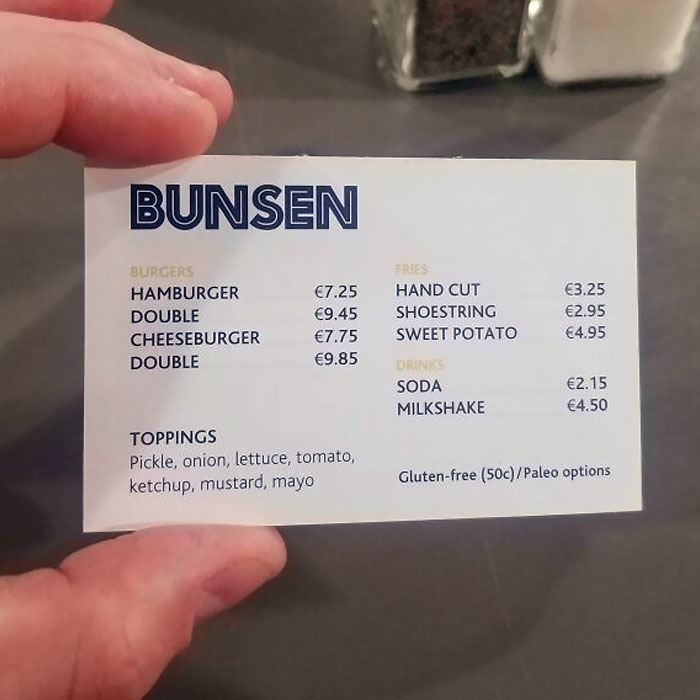 BUNSEN
BURGERS
HAMBURGER €7.25
DOUBLE €9.45
CHEESEBURGER €7.75
DOUBLE €9.85
TOPPINGS
Pickle, onion, lettuce, tomato,
ketchup, mustard, mayo
FRIES
HAND CUT €3.25
SHOESTRING €2.95
SWEET POTATO €4.95
DRINKS
SODA €2.15
MILKSHAKE €4.50
Gluten-free (50c)/Paleo options